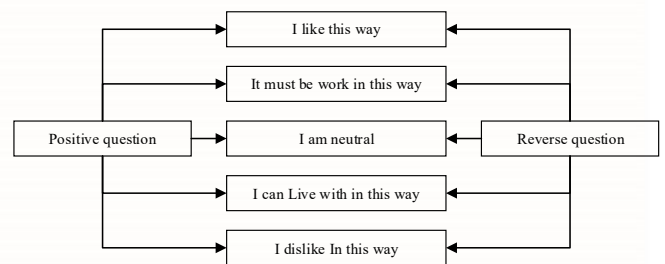 I like this way
It must be work in this way
Positive question
I am neutral
Reverse question
I can Live with in this way
I dislike In this way